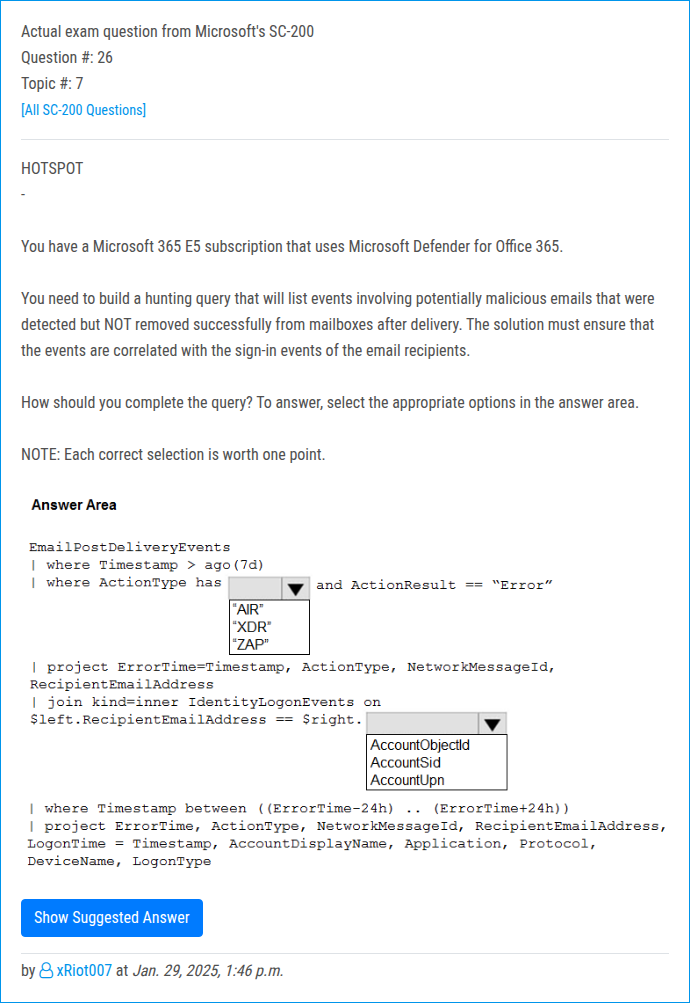 Actual exam question from Microsoft's SC-200
Question #: 26
Topic #: 7
[All SC-200 Questions]
HOTSPOT
-
You have a Microsoft 365 E5 subscription that uses Microsoft Defender for Office 365.
You need to build a hunting query that will list events involving potentially malicious emails that were
detected but NOT removed successfully from mailboxes after delivery. The solution must ensure that
the events are correlated with the sign-in events of the email recipients.
How should you complete the query? To answer, select the appropriate options in the answer area.
NOTE: Each correct selection is worth one point.
Answer Area
EmailPostDeliveryEvents
| where Timestamp > ago(7d)
| where ActionType has and ActionResult == “Error”
“AIR”
“XDR”
“ZAP”
| project ErrorTime=Timestamp, ActionType, NetworkMessageId,
RecipientEmailAddress
| join kind=inner IdentityLogonEvents on
$left.RecipientEmailAddress == $right.
AccountObjectId
AccountSid
AccountUpn
| where Timestamp between ((ErrorTime-24h) .. (ErrorTime+24h))
| project ErrorTime, ActionType, NetworkMessageId, RecipientEmailAddress,
LogonTime = Timestamp, AccountDisplayName, Application, Protocol,
DeviceName, LogonType
Show Suggested Answer
by xRiot007 at Jan. 29, 2025, 1:46 p.m.